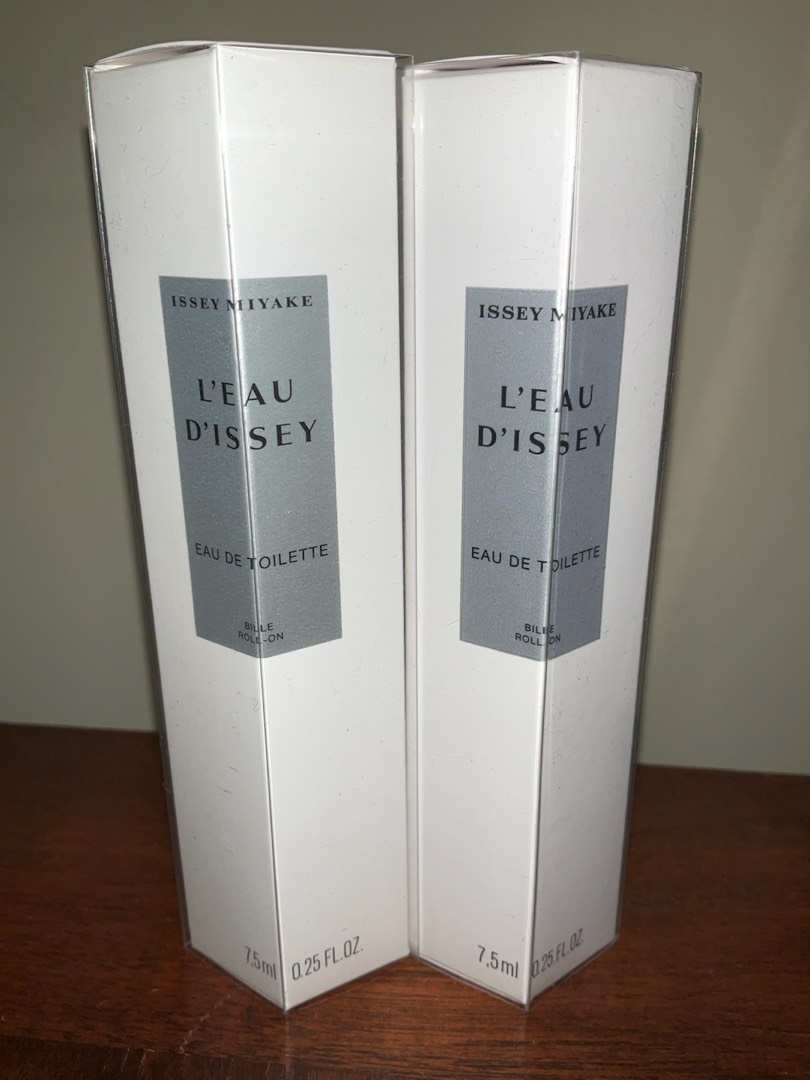 ISSEY MIYAKE
L'EAU
D'ISSEY
EAU DE TOILETTE
BILLE
ROLL-ON
7,5ml 0.25 FL.OZ.
ISSEY MIYAKE
L'EAU
D'ISSEY
EAU DE TOILETTE
BILLE
ROLL-ON
7,5ml 0.25 FL.OZ.